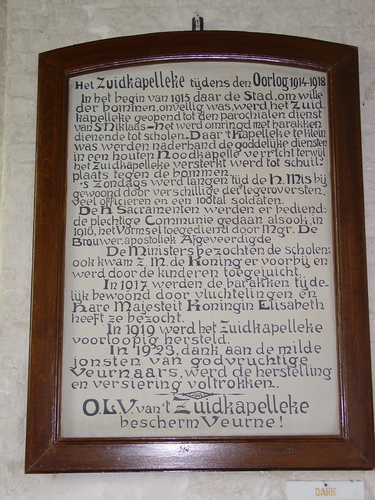 Het Zuidkapelleke tijdens den Oorlog 1914-1918
In het begin van 1915 daar de Stad, om wille
der bommen, onveilig was, werd het Zuid
kapelleke geopend tot den parochialen dienst
van St Niklaas - het werd omringd met barakken
dienende tot scholen. Daar 't Kapelleke te klein
was, werden naderhand de goddelijke diensten
in een houten Noodkapelle verricht terwijl
het Zuidkapelleke versterkt werd tot schuil:
plaats tegen de bommen
's Zondags werd langen tijd de H. Mis bij
gewoond door verschillige der legeroversten,
veel officieren en een 100tal soldaten.
De H. Sacramenten werden er bediend:
de plechtige Communie gedaan alsook, in
1916, het Vormsel toegediend door Mgr. De
Brouwer, apostoliek Afgeveerdigde
De Ministers bezochten de scholen:
ook kwam Z. M. de Koning er voorbij en
werd door de kinderen toegejuicht.
In 1917 werden de barakken tijde-
lijk bewoond door vluchtelingen en
Hare Majesteit Koningin Elisabeth
heeft ze bezocht.
In 1919 werd het Zuidkapelleke
voorloopig hersteld.
In 1923, dank aan de milde
jonsten van godvruchtige
Veurnaars, werd de herstelling
en versiering voltrokken.
O.L.V. van 't Zuidkapelleke
bescherm Veurne!
DANK